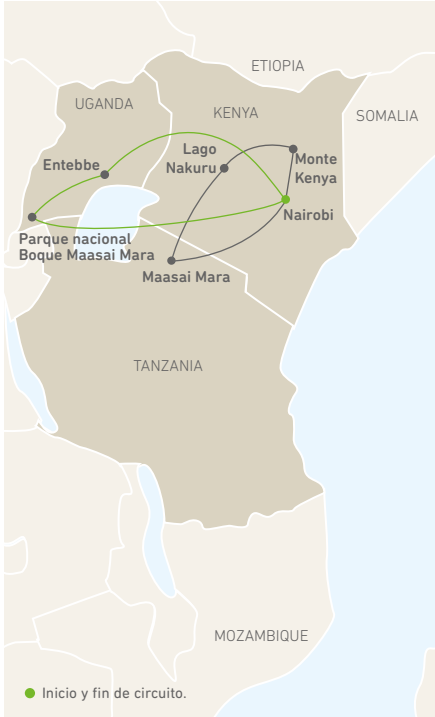 ETIOPIA
UGANDA
KENYA
SOMALIA
Lago
Nakuru
Monte
Kenya
Entebbe
Nairobi
Parque nacional
Boque Maasai Mara
Maasai Mara
TANZANIA
MOZAMBIQUE
Inicio y fin de circuito.